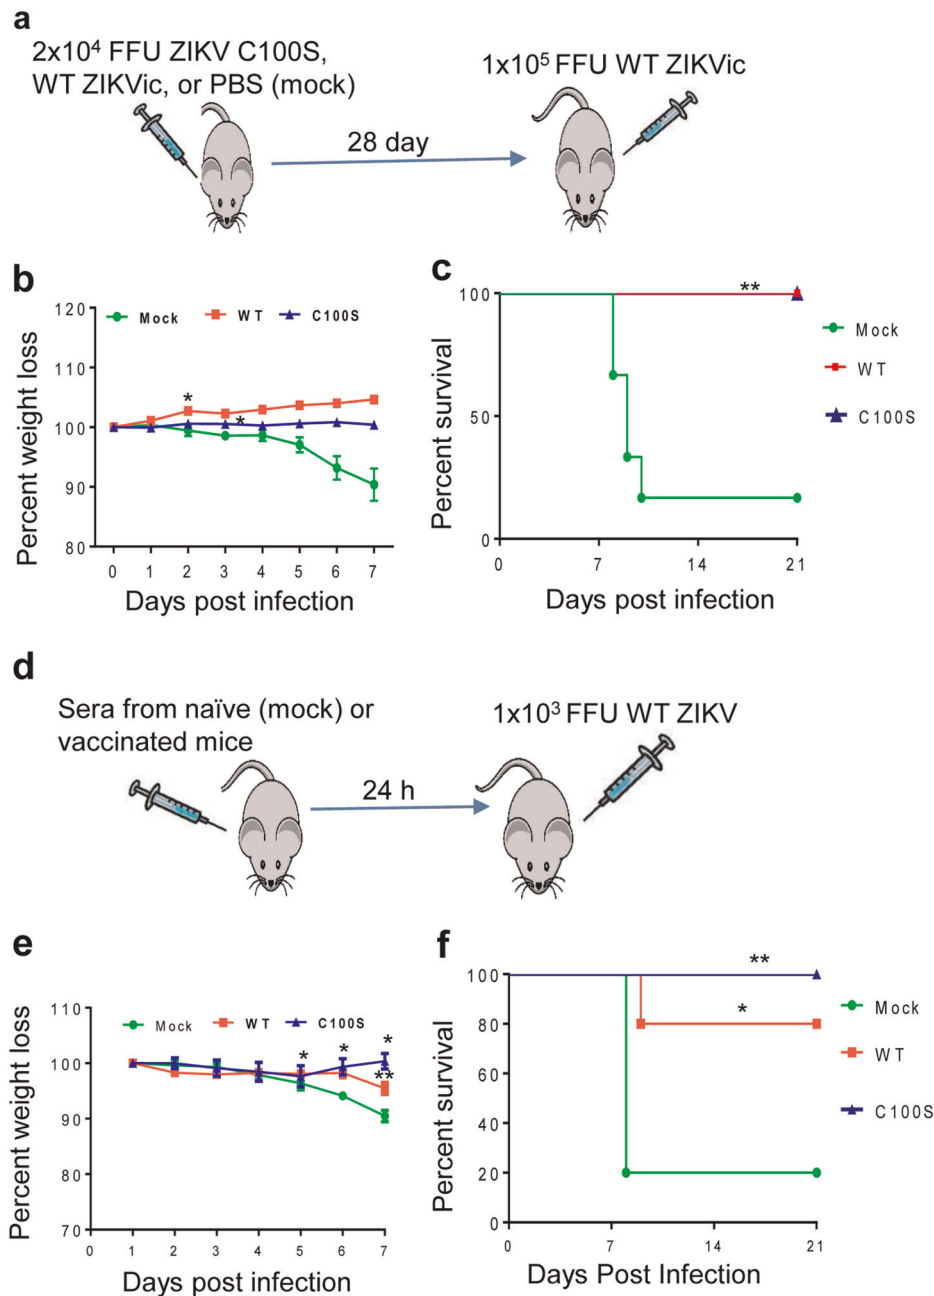 a
2x10⁴ FFU ZIKV C100S,
WT ZIKVic, or PBS (mock)
1x10⁵ FFU WT ZIKVic
28 day
b
Percent weight loss
120
110
100
90
80
Mock
WT
C100S
*
*
0 1 2 3 4 5 6 7
Days post infection
c
Percent survival
100
50
0
**
Mock
WT
C100S
0 7 14 21
Days post infection
d
Sera from naïve (mock) or
vaccinated mice
1x10³ FFU WT ZIKV
24 h
e
Percent weight loss
110
100
90
80
70
Mock
WT
C100S
*
*
*
**
0 1 2 3 4 5 6 7
Days post infection
f
Percent survival
100
80
60
40
20
0
**
*
Mock
WT
C100S
0 7 14 21
Days Post Infection